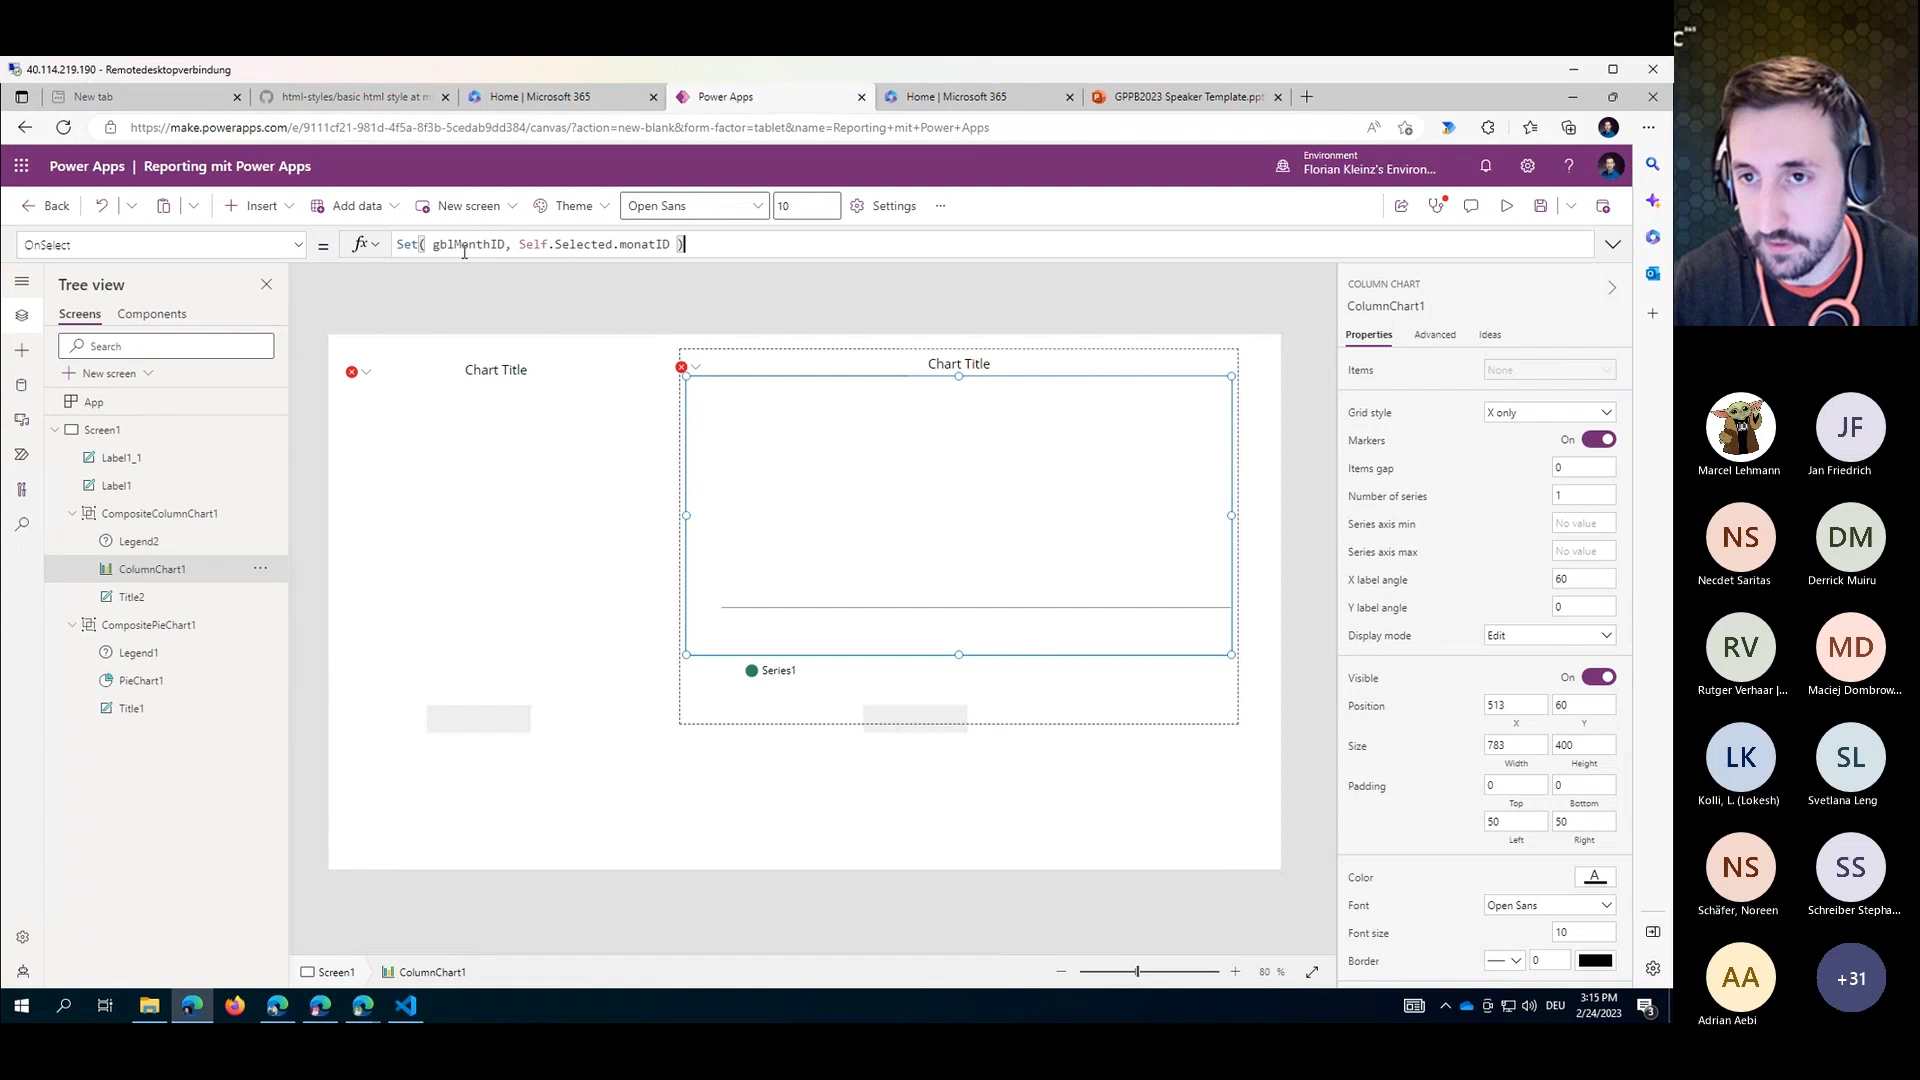 40.114.219.190 - Remotedesktopverbindung
New tab
html-styles/basic html style at m
Home | Microsoft 365
Power Apps
Home | Microsoft 365
GPPB2023 Speaker Template.ppt
https://make.powerapps.com/e/9111cf21-981d-4f5a-8f3b-5cedab9dd384/canvas/?action=new-blank&form-factor=tablet&name=Reporting+mit+Power+Apps
Power Apps | Reporting mit Power Apps
Environment
Florian Kleinz's Environ...
Back
Insert
Add data
New screen
Theme
Open Sans
10
Settings
OnSelect
=
fx
Set( gblMonthID, Self.Selected.monatID )
Tree view
Screens
Components
Search
New screen
App
Screen1
Label1_1
Label1
CompositeColumnChart1
Legend2
ColumnChart1
Title2
CompositePieChart1
Legend1
PieChart1
Title1
Chart Title
Chart Title
Series1
Screen1
ColumnChart1
80 %
COLUMN CHART
ColumnChart1
Properties
Advanced
Ideas
Items
None
Grid style
X only
Markers
On
Items gap
0
Number of series
1
Series axis min
No value
Series axis max
No value
X label angle
60
Y label angle
0
Display mode
Edit
Visible
On
Position
513
60
X
Y
Size
783
400
Width
Height
Padding
0
0
Top
Bottom
50
50
Left
Right
Color
A
Font
Open Sans
Font size
10
Border
0
DEU
3:15 PM
2/24/2023
3
C 365
Marcel Lehmann
JF
Jan Friedrich
NS
Necdet Saritas
DM
Derrick Muiru
RV
Rutger Verhaar |...
MD
Maciej Dombrow...
LK
Kolli, L. (Lokesh)
SL
Svetlana Leng
NS
Schäfer, Noreen
SS
Schreiber Stepha...
AA
Adrian Aebi
+31